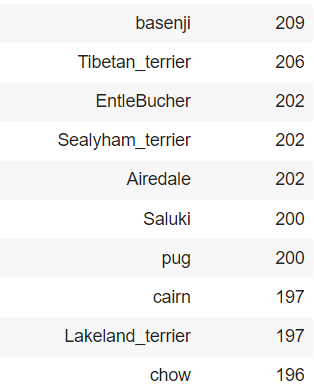 basenji 209
Tibetan_terrier 206
EntleBucher 202
Sealyham_terrier 202
Airedale 202
Saluki 200
pug 200
cairn 197
Lakeland_terrier 197
chow 196